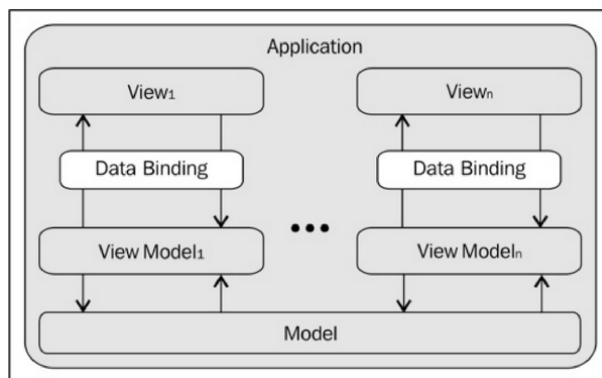 Application
View₁
Viewₙ
Data Binding
Data Binding
View Model₁
View Modelₙ
Model